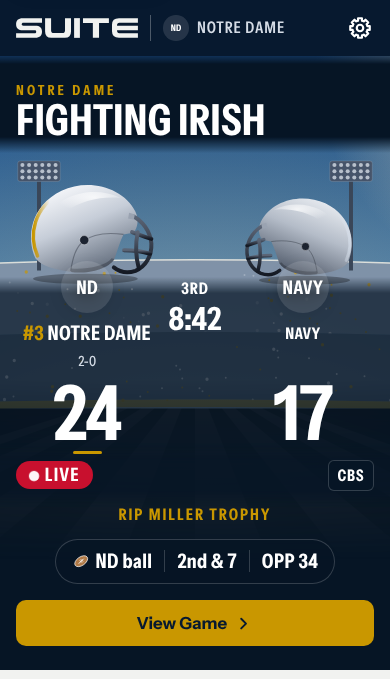 SUITE ND NOTRE DAME
NOTRE DAME
FIGHTING IRISH
ND 3RD NAVY
8:42
#3 NOTRE DAME NAVY
2-0
24 17
LIVE CBS
RIP MILLER TROPHY
ND ball 2nd & 7 OPP 34
View Game